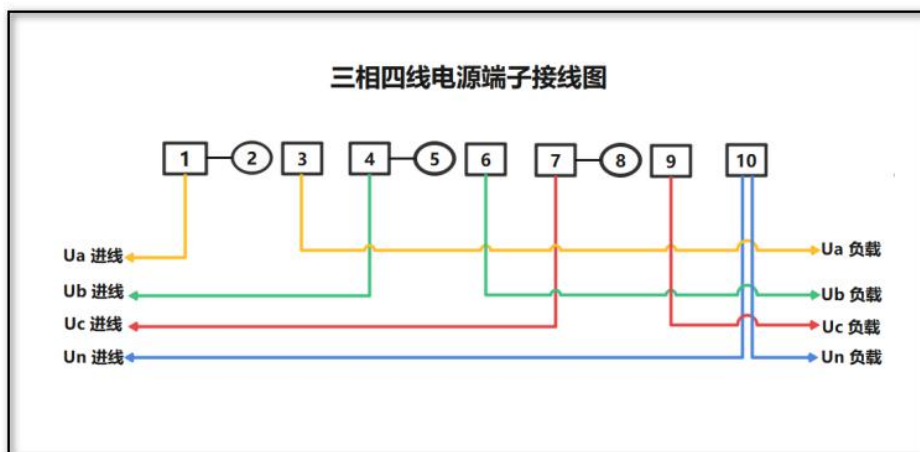 三相四线电源端子接线图
1 2 3 4 5 6 7 8 9 10
Ua 进线 Ua 负载
Ub 进线 Ub 负载
Uc 进线 Uc 负载
Un 进线 Un 负载